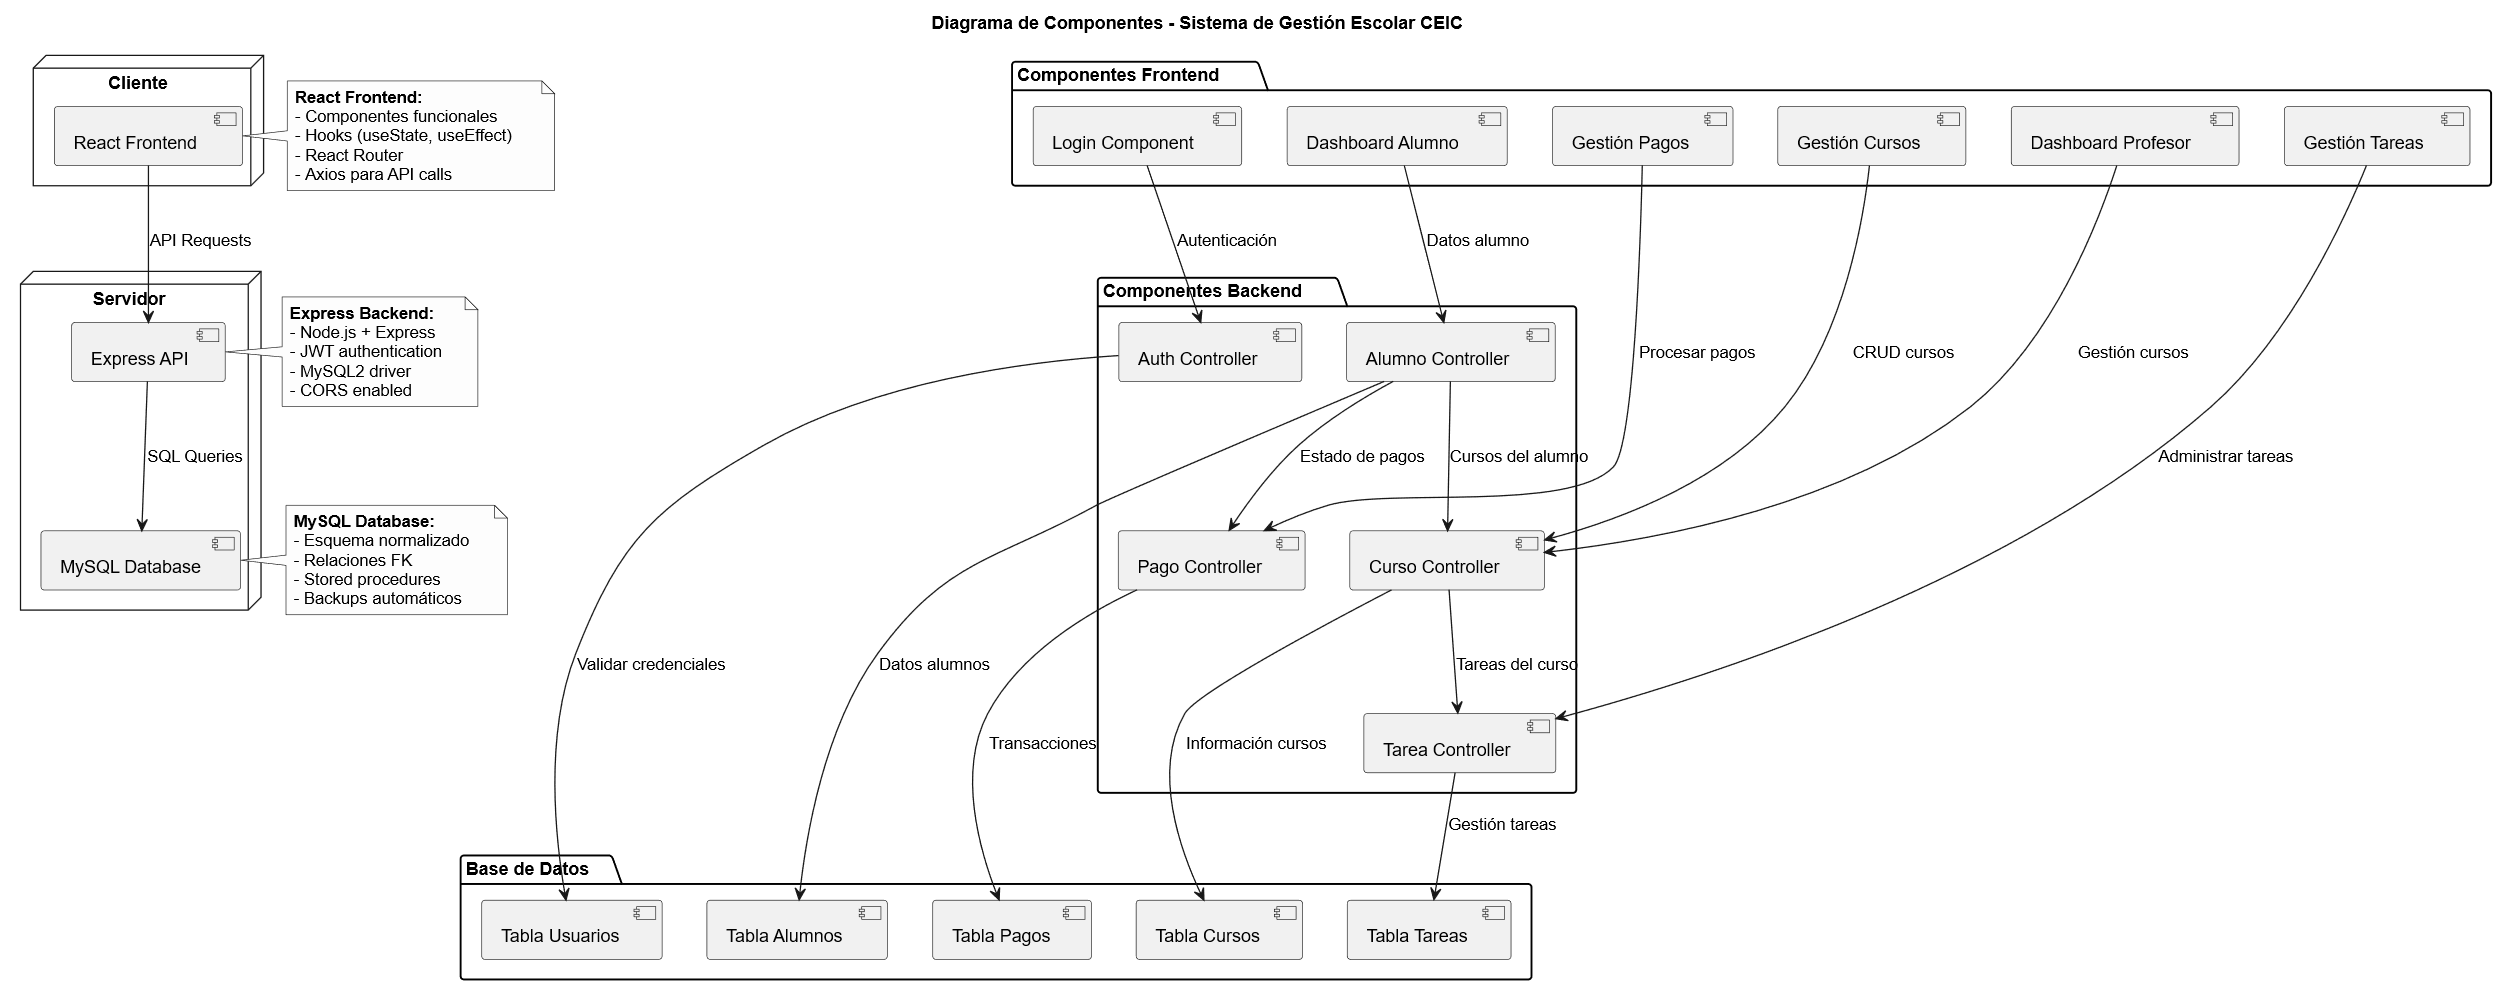 Diagrama de Componentes - Sistema de Gestión Escolar CEIC
Cliente
React Frontend
React Frontend:
- Componentes funcionales
- Hooks (useState, useEffect)
- React Router
- Axios para API calls
API Requests
Servidor
Express API
Express Backend:
- Node.js + Express
- JWT authentication
- MySQL2 driver
- CORS enabled
SQL Queries
MySQL Database
MySQL Database:
- Esquema normalizado
- Relaciones FK
- Stored procedures
- Backups automáticos
Componentes Frontend
Login Component
Dashboard Alumno
Gestión Pagos
Gestión Cursos
Dashboard Profesor
Gestión Tareas
Autenticación
Datos alumno
Componentes Backend
Auth Controller
Alumno Controller
Procesar pagos
CRUD cursos
Gestión cursos
Estado de pagos
Cursos del alumno
Administrar tareas
Pago Controller
Curso Controller
Validar credenciales
Datos alumnos
Tareas del curso
Transacciones
Información cursos
Tarea Controller
Gestión tareas
Base de Datos
Tabla Usuarios
Tabla Alumnos
Tabla Pagos
Tabla Cursos
Tabla Tareas